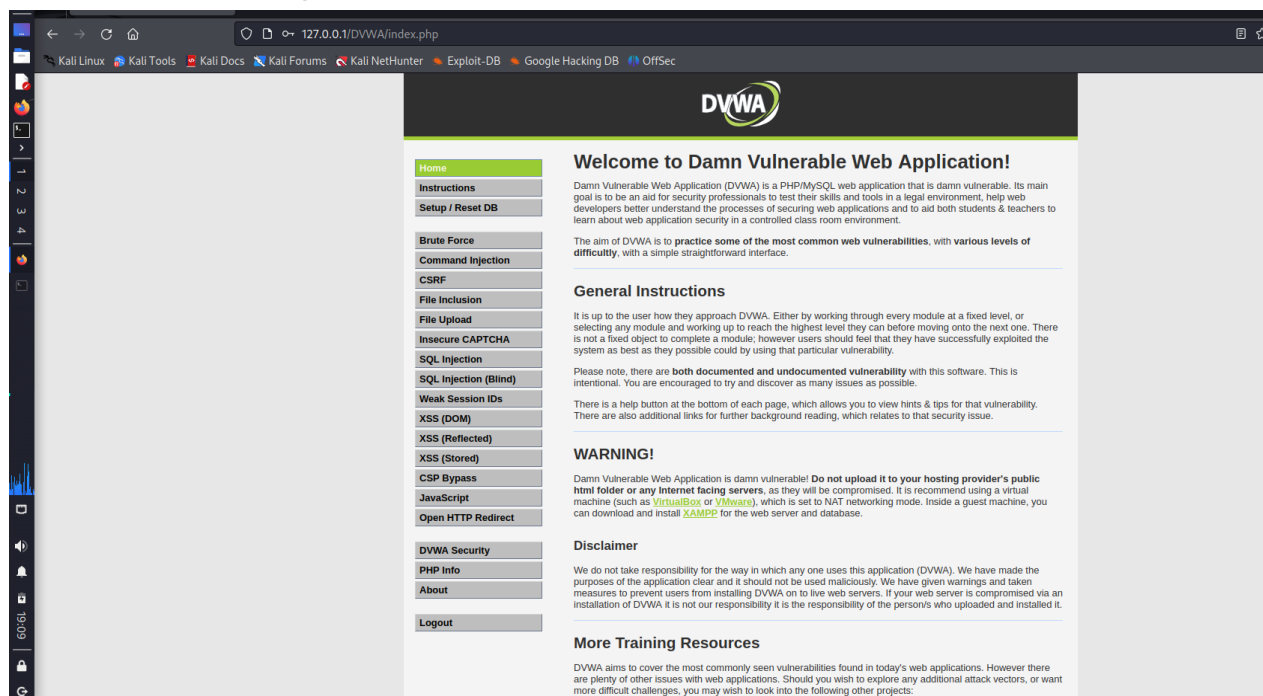 127.0.0.1/DVWA/index.php
Kali Linux Kali Tools Kali Docs Kali Forums Kali NetHunter Exploit-DB Google Hacking DB OffSec
DVWA
1
2
3
4
19:09
Home
Instructions
Setup / Reset DB
Brute Force
Command Injection
CSRF
File Inclusion
File Upload
Insecure CAPTCHA
SQL Injection
SQL Injection (Blind)
Weak Session IDs
XSS (DOM)
XSS (Reflected)
XSS (Stored)
CSP Bypass
JavaScript
Open HTTP Redirect
DVWA Security
PHP Info
About
Logout
Welcome to Damn Vulnerable Web Application!
Damn Vulnerable Web Application (DVWA) is a PHP/MySQL web application that is damn vulnerable. Its main
goal is to be an aid for security professionals to test their skills and tools in a legal environment, help web
developers better understand the processes of securing web applications and to aid both students & teachers to
learn about web application security in a controlled class room environment.
The aim of DVWA is to practice some of the most common web vulnerabilities, with various levels of
difficultly, with a simple straightforward interface.
General Instructions
It is up to the user how they approach DVWA. Either by working through every module at a fixed level, or
selecting any module and working up to reach the highest level they can before moving onto the next one. There
is not a fixed object to complete a module; however users should feel that they have successfully exploited the
system as best as they possible could by using that particular vulnerability.
Please note, there are both documented and undocumented vulnerability with this software. This is
intentional. You are encouraged to try and discover as many issues as possible.
There is a help button at the bottom of each page, which allows you to view hints & tips for that vulnerability.
There are also additional links for further background reading, which relates to that security issue.
WARNING!
Damn Vulnerable Web Application is damn vulnerable! Do not upload it to your hosting provider's public
html folder or any Internet facing servers, as they will be compromised. It is recommend using a virtual
machine (such as VirtualBox or VMware), which is set to NAT networking mode. Inside a guest machine, you
can download and install XAMPP for the web server and database.
Disclaimer
We do not take responsibility for the way in which any one uses this application (DVWA). We have made the
purposes of the application clear and it should not be used maliciously. We have given warnings and taken
measures to prevent users from installing DVWA on to live web servers. If your web server is compromised via an
installation of DVWA it is not our responsibility it is the responsibility of the person/s who uploaded and installed it.
More Training Resources
DVWA aims to cover the most commonly seen vulnerabilities found in today's web applications. However there
are plenty of other issues with web applications. Should you wish to explore any additional attack vectors, or want
more difficult challenges, you may wish to look into the following other projects: